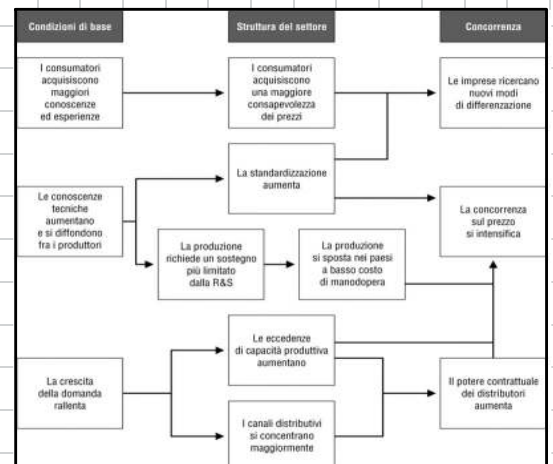 Condizioni di base
Struttura del settore
Concorrenza
I consumatori
acquisiscono
maggiori
conoscenze
ed esperienze
I consumatori
acquisiscono
una maggiore
consapevolezza
dei prezzi
Le imprese ricercano
nuovi modi
di differenzazione
La standardizzazione
aumenta
Le conoscenze
tecniche
aumentano
e si diffondono
fra i produttori
La concorrenza
sul prezzo
si intensifica
La produzione
richiede un sostegno
più limitato
dalla R&S
La produzione
si sposta nei paesi
a basso costo
di manodopera
Le eccedenze
di capacità produttiva
aumentano
La crescita
della domanda
rallenta
Il potere contrattuale
dei distributori
aumenta
I canali distributivi
si concentrano
maggiormente